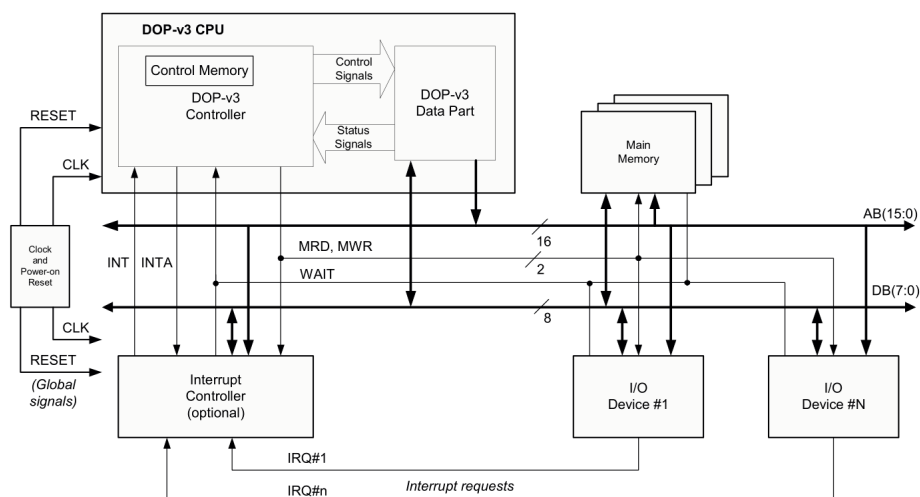 DOP-v3 CPU
Control Memory
DOP-v3
Controller
Control
Signals
Status
Signals
DOP-v3
Data Part
Main
Memory
RESET
CLK
Clock
and
Power-on
Reset
INT
INTA
AB(15:0)
16
MRD, MWR
2
WAIT
DB(7:0)
8
CLK
RESET
(Global
signals)
Interrupt
Controller
(optional)
I/O
Device #1
I/O
Device #N
IRQ#1
Interrupt requests
IRQ#n